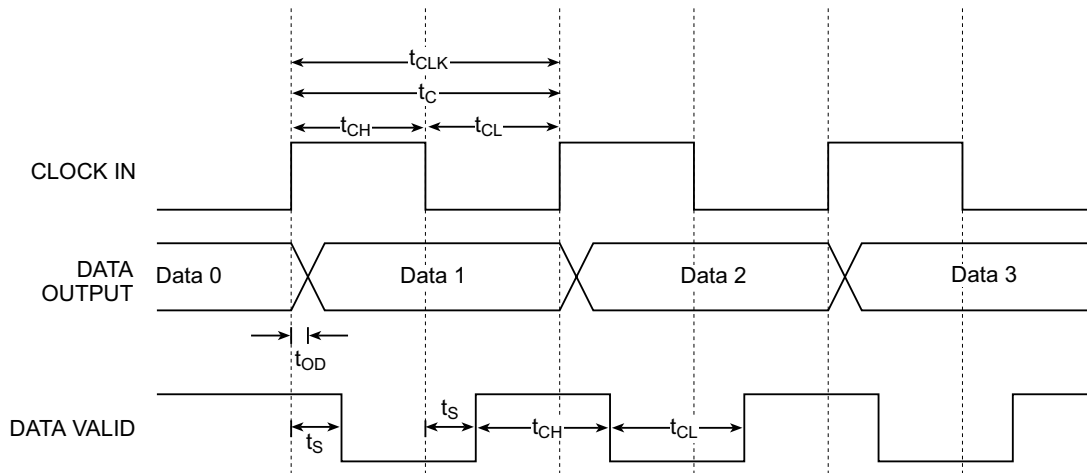 tCLK
tC
tCH tCL
CLOCK IN
DATA OUTPUT
Data 0 Data 1 Data 2 Data 3
tOD
DATA VALID
tS tS tCH tCL